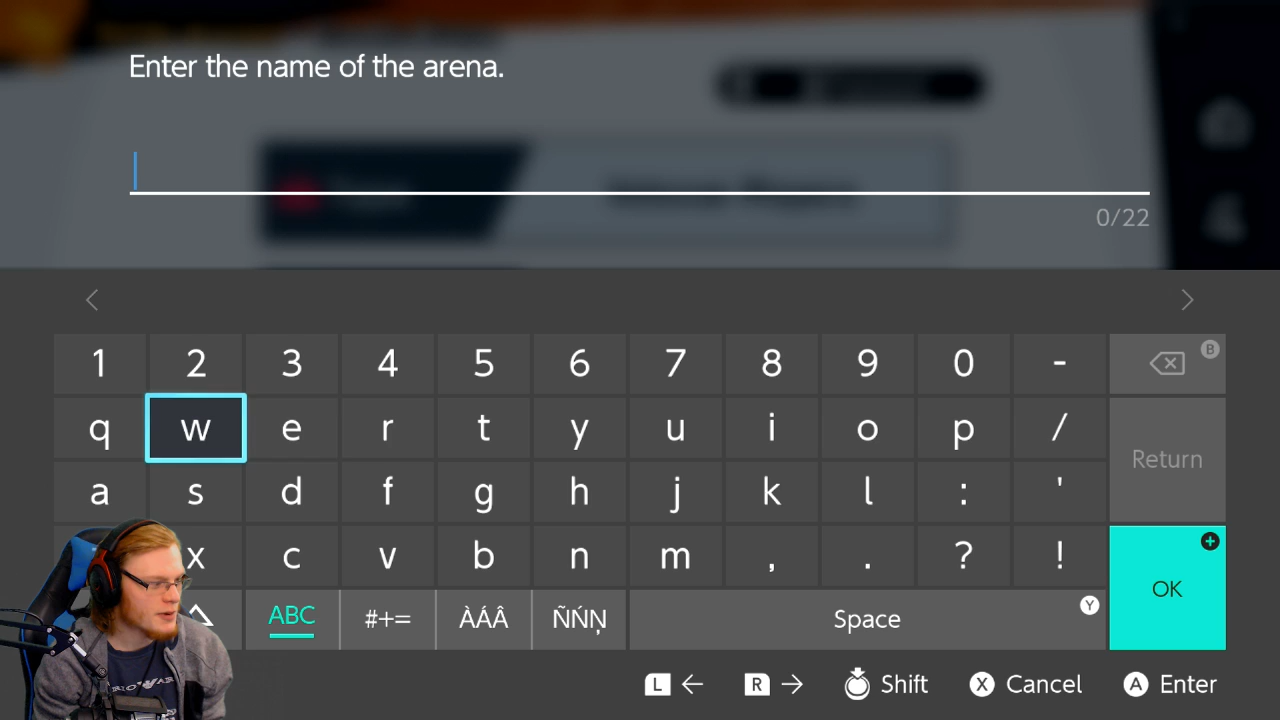 Enter the name of the arena.
0/22
1 2 3 4 5 6 7 8 9 0 - B
q w e r t y u i o p /
Return
a s d f g h j k l : '
x c v b n m , . ? ! +
OK
ABC #+= ÀÁÂ ÑŃŅ Space Y
L ← R → Shift X Cancel A Enter